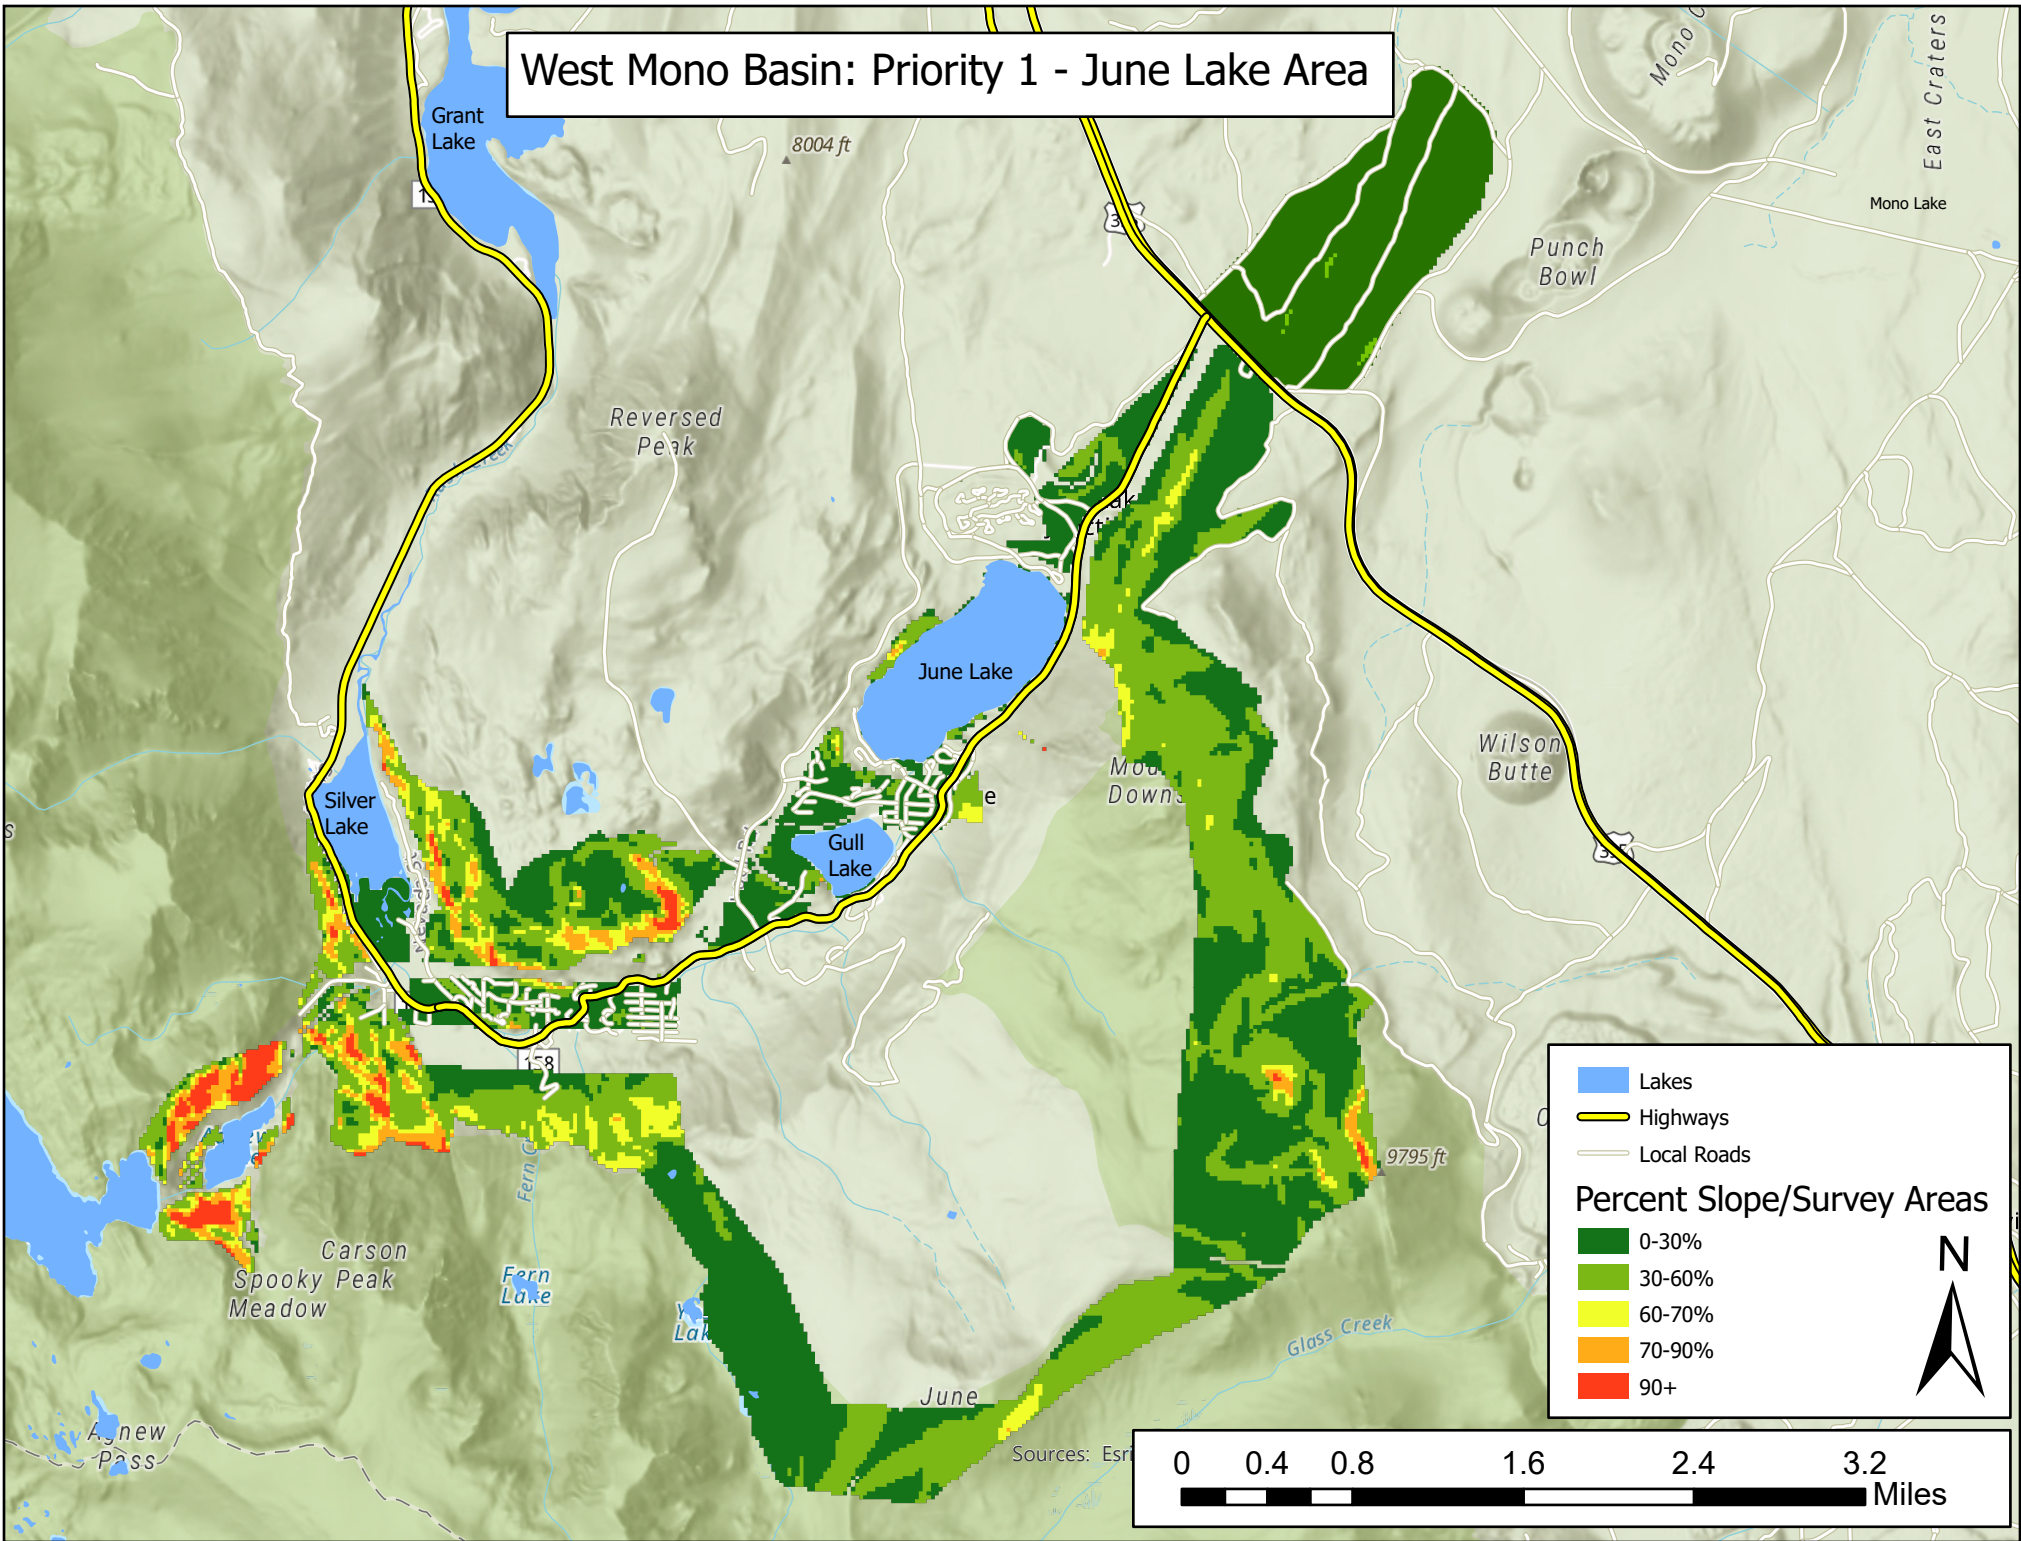 West Mono Basin: Priority 1 - June Lake Area
Grant
Lake
8004 ft
Mono
East Craters
Mono Lake
Punch
Bowl
Reversed
Peak
June Lake
Wilson
Butte
Silver
Lake
Gull
Lake
Downs
395
158
9795 ft
Carson
Spooky Peak
Meadow
Fern
Lake
Glass Creek
June
Agnew
Pass
Sources: Esri
Lakes
Highways
Local Roads
Percent Slope/Survey Areas
0-30%
30-60%
60-70%
70-90%
90+
N
0 0.4 0.8 1.6 2.4 3.2
Miles